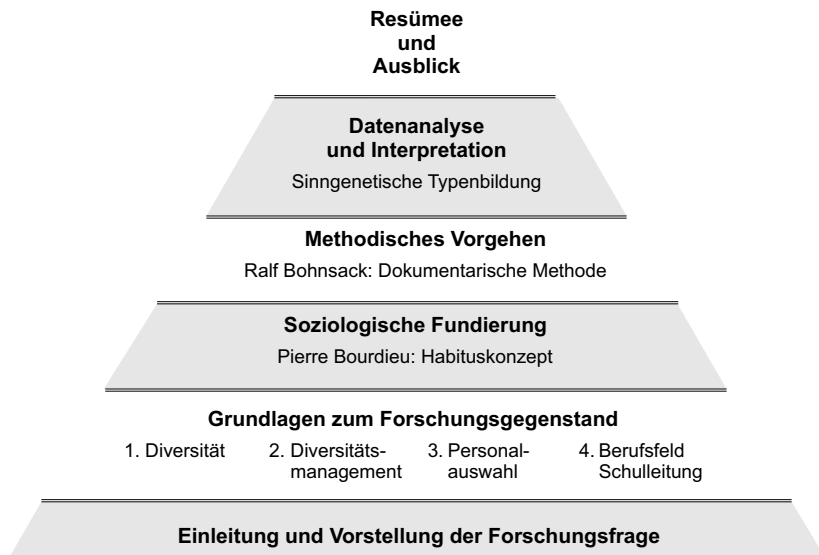 Resümee
und
Ausblick
Datenanalyse
und Interpretation
Sinngenetische Typenbildung
Methodisches Vorgehen
Ralf Bohnsack: Dokumentarische Methode
Soziologische Fundierung
Pierre Bourdieu: Habituskonzept
Grundlagen zum Forschungsgegenstand
1. Diversität
2. Diversitäts-
management
3. Personal-
auswahl
4. Berufsfeld
Schulleitung
Einleitung und Vorstellung der Forschungsfrage